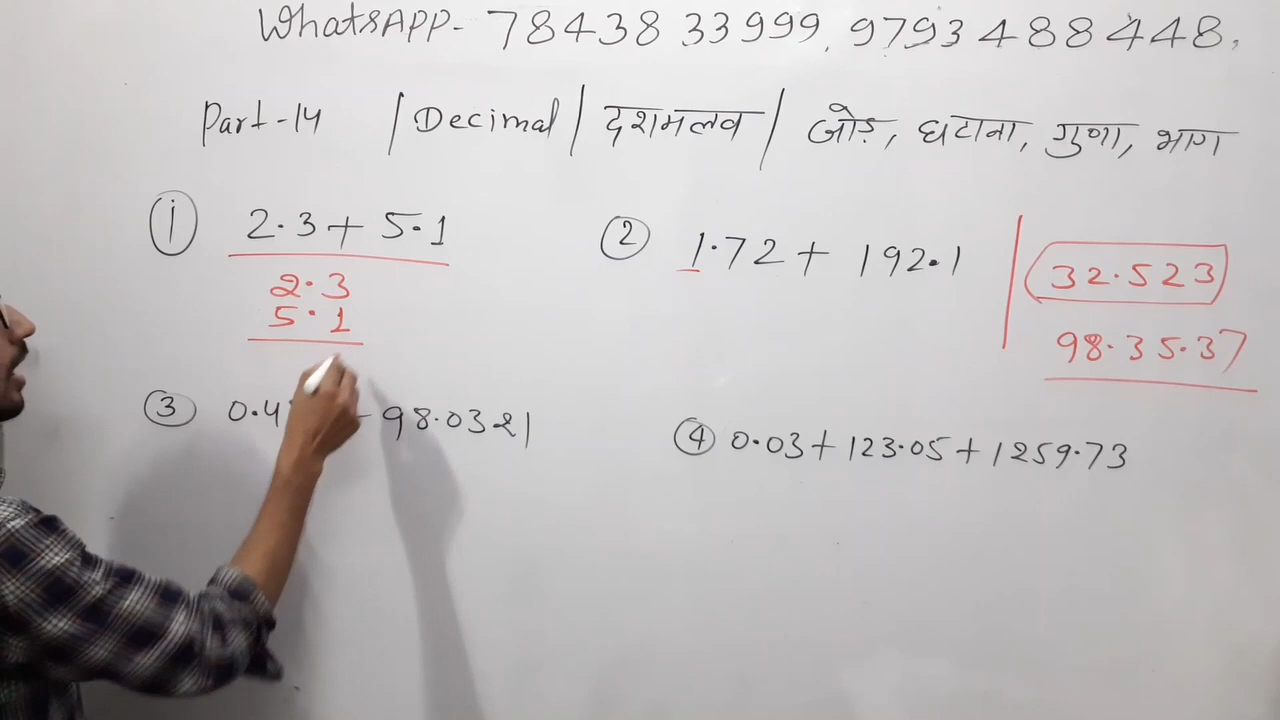 WhatsAPP- 78438 33999, 9793 488448,
Part-14 / Decimal / दशमलव / जोड़, घटाना, गुणा, भाग
① 2.3 + 5.1
2.3
5.1
② 1.72 + 192.1
32.523
98.35.37
③ 0.4 98.0321
④ 0.03 + 123.05 + 1259.73